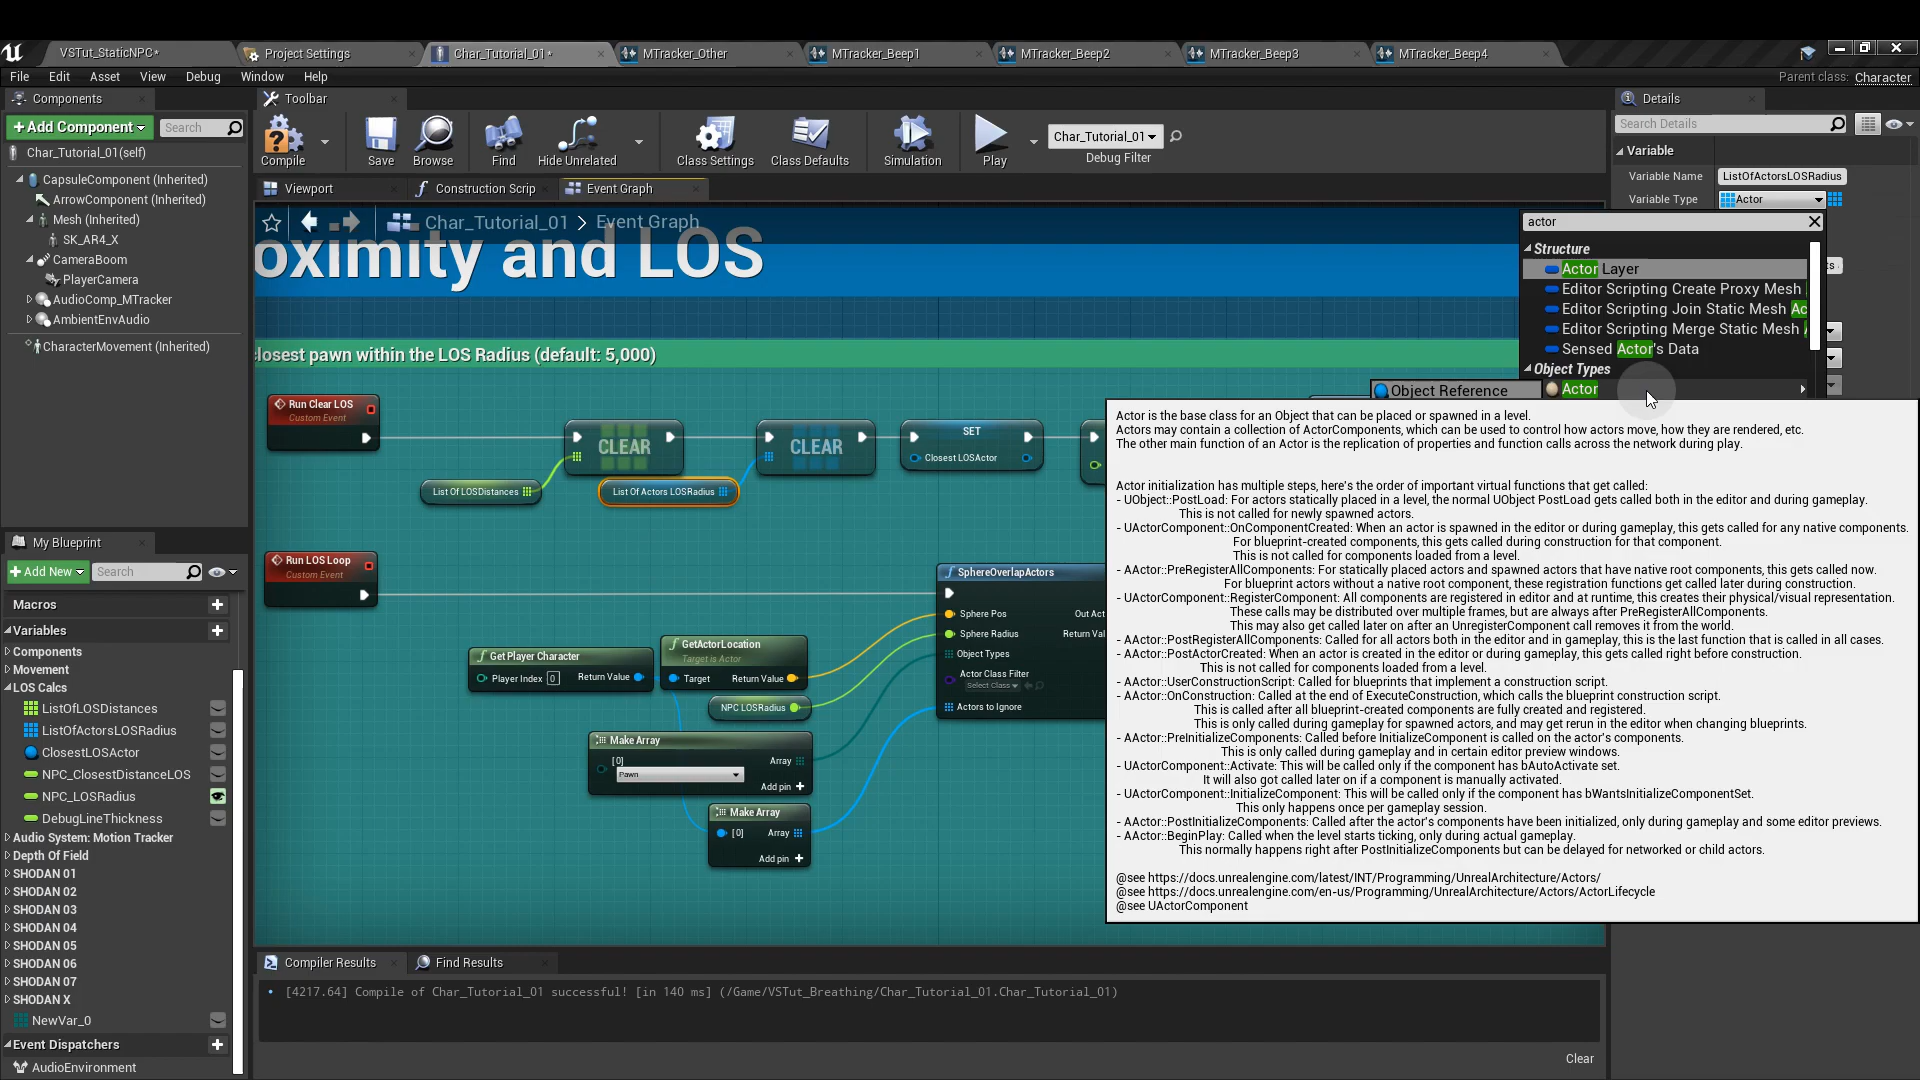 VSTut_StaticNPC*
Project Settings
Char_Tutorial_01*
MTracker_Other
MTracker_Beep1
MTracker_Beep2
MTracker_Beep3
MTracker_Beep4
File Edit Asset View Debug Window Help
Parent class: Character
Components
Toolbar
Details
+Add Component
Search
Char_Tutorial_01(self)
CapsuleComponent (Inherited)
ArrowComponent (Inherited)
Mesh (Inherited)
SK_AR4_X
CameraBoom
PlayerCamera
AudioComp_MTracker
AmbientEnvAudio
CharacterMovement (Inherited)
Compile
Save
Browse
Find
Hide Unrelated
Class Settings
Class Defaults
Simulation
Play
Char_Tutorial_01
Debug Filter
Search Details
Variable
Variable Name ListOfActorsLOSRadius
Variable Type Actor
Viewport
Construction Scrip
Event Graph
Char_Tutorial_01 > Event Graph
oximity and LOS
closest pawn within the LOS Radius (default: 5,000)
actor
Structure
Actor Layer
Editor Scripting Create Proxy Mesh
Editor Scripting Join Static Mesh Ac
Editor Scripting Merge Static Mesh
Sensed Actor's Data
Object Types
Actor
Object Reference
Run Clear LOS
Custom Event
CLEAR
CLEAR
SET
Closest LOSActor
List Of LOSDistances
List Of Actors LOSRadius
Run LOS Loop
Custom Event
SphereOverlapActors
Sphere Pos
Out Act
Sphere Radius
Return Val
Object Types
Actor Class Filter
Select Class
Actors to Ignore
Get Player Character
Player Index 0
Return Value
GetActorLocation
Target is Actor
Target
Return Value
NPC LOSRadius
Make Array
[0]
Pawn
Array
Add pin +
Make Array
[0]
Array
Add pin +
Actor is the base class for an Object that can be placed or spawned in a level.
Actors may contain a collection of ActorComponents, which can be used to control how actors move, how they are rendered, etc.
The other main function of an Actor is the replication of properties and function calls across the network during play.
Actor initialization has multiple steps, here's the order of important virtual functions that get called:
- UObject::PostLoad: For actors statically placed in a level, the normal UObject PostLoad gets called both in the editor and during gameplay.
This is not called for newly spawned actors.
- UActorComponent::OnComponentCreated: When an actor is spawned in the editor or during gameplay, this gets called for any native components.
For blueprint-created components, this gets called during construction for that component.
This is not called for components loaded from a level.
- AActor::PreRegisterAllComponents: For statically placed actors and spawned actors that have native root components, this gets called now.
For blueprint actors without a native root component, these registration functions get called later during construction.
- UActorComponent::RegisterComponent: All components are registered in editor and at runtime, this creates their physical/visual representation.
These calls may be distributed over multiple frames, but are always after PreRegisterAllComponents.
This may also get called later on after an UnregisterComponent call removes it from the world.
- AActor::PostRegisterAllComponents: Called for all actors both in the editor and in gameplay, this is the last function that is called in all cases.
- AActor::PostActorCreated: When an actor is created in the editor or during gameplay, this gets called right before construction.
This is not called for components loaded from a level.
- AActor::UserConstructionScript: Called for blueprints that implement a construction script.
- AActor::OnConstruction: Called at the end of ExecuteConstruction, which calls the blueprint construction script.
This is called after all blueprint-created components are fully created and registered.
This is only called during gameplay for spawned actors, and may get rerun in the editor when changing blueprints.
- AActor::PreInitializeComponents: Called before InitializeComponent is called on the actor's components.
This is only called during gameplay and in certain editor preview windows.
- UActorComponent::Activate: This will be called only if the component has bAutoActivate set.
It will also got called later on if a component is manually activated.
- UActorComponent::InitializeComponent: This will be called only if the component has bWantsInitializeComponentSet.
This only happens once per gameplay session.
- AActor::PostInitializeComponents: Called after the actor's components have been initialized, only during gameplay and some editor previews.
- AActor::BeginPlay: Called when the level starts ticking, only during actual gameplay.
This normally happens right after PostInitializeComponents but can be delayed for networked or child actors.
@see https://docs.unrealengine.com/latest/INT/Programming/UnrealArchitecture/Actors/
@see https://docs.unrealengine.com/en-us/Programming/UnrealArchitecture/Actors/ActorLifecycle
@see UActorComponent
My Blueprint
+Add New
Search
Macros
Variables
Components
Movement
LOS Calcs
ListOfLOSDistances
ListOfActorsLOSRadius
ClosestLOSActor
NPC_ClosestDistanceLOS
NPC_LOSRadius
DebugLineThickness
Audio System: Motion Tracker
Depth Of Field
SHODAN 01
SHODAN 02
SHODAN 03
SHODAN 04
SHODAN 05
SHODAN 06
SHODAN 07
SHODAN X
NewVar_0
Event Dispatchers
AudioEnvironment
Compiler Results
Find Results
[4217.64] Compile of Char_Tutorial_01 successful! [in 140 ms] (/Game/VSTut_Breathing/Char_Tutorial_01.Char_Tutorial_01)
Clear